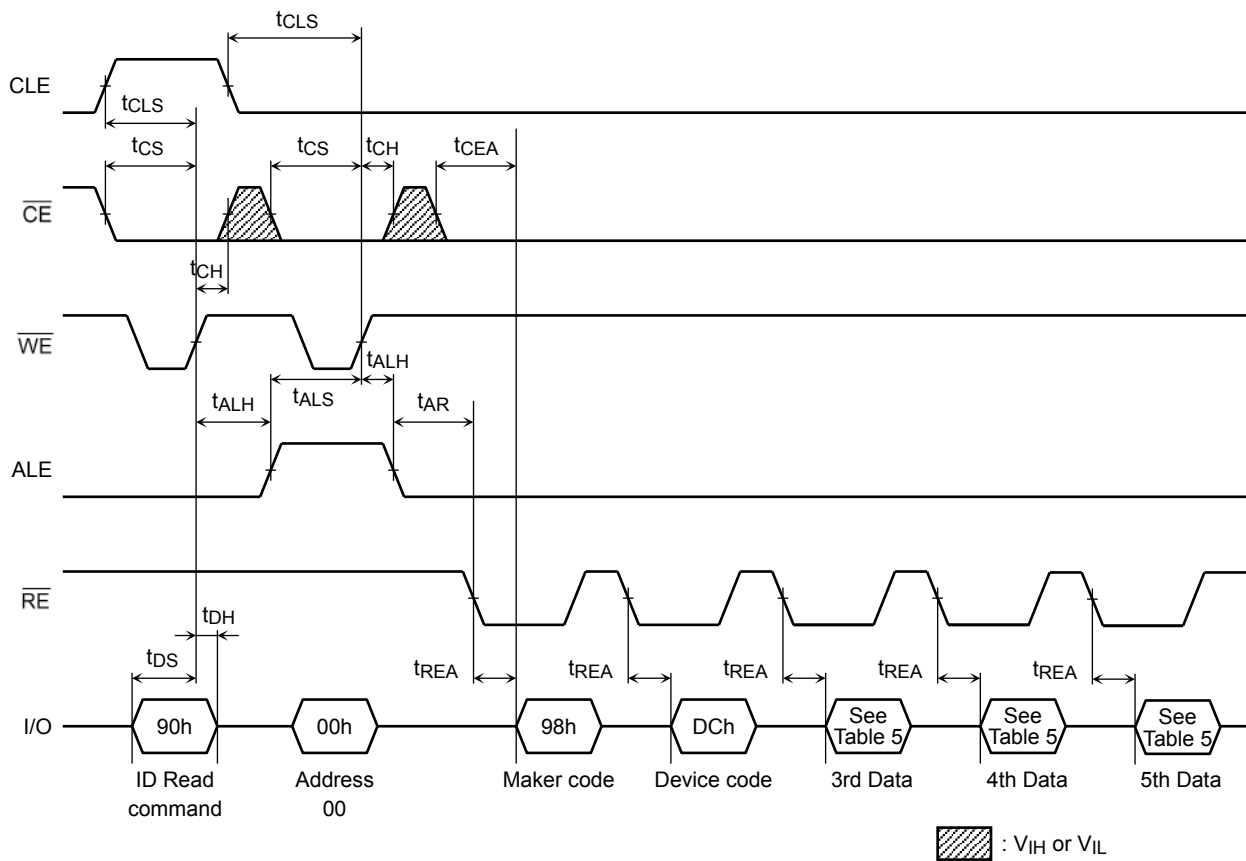 tCLS
CLE
tCLS
tCS tCS tCH tCEA
CE
tCH
WE
tALH
tALH tALS tAR
ALE
RE
tDH
tDS tREA tREA tREA tREA tREA
I/O 90h 00h 98h DCh See Table 5 See Table 5 See Table 5
ID Read command Address 00 Maker code Device code 3rd Data 4th Data 5th Data
: VIH or VIL